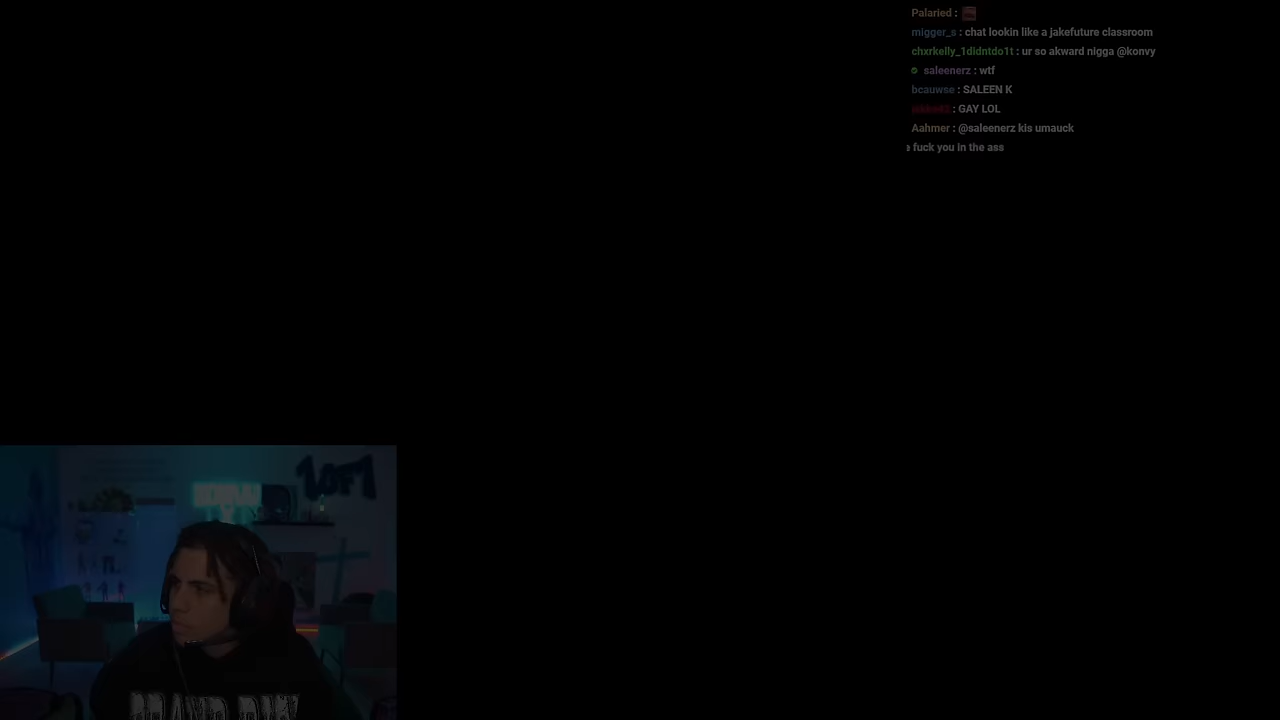 Palaried :
migger_s : chat lookin like a jakefuture classroom
chxrkelly_1didntdo1t : ur so akward nigga @konvy
saleenerz : wtf
bcauwse : SALEEN K
: GAY LOL
Aahmer : @saleenerz kis umauck
fuck you in the ass
1OF1